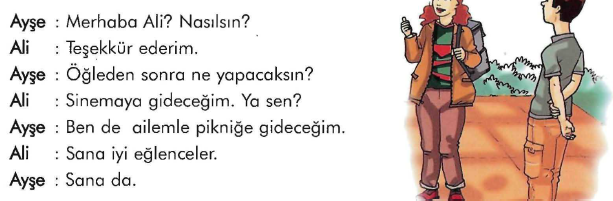 Ayşe : Merhaba Ali? Nasılsın?
Ali : Teşekkür ederim.
Ayşe : Öğleden sonra ne yapacaksın?
Ali : Sinemaya gideceğim. Ya sen?
Ayşe : Ben de ailemle pikniğe gideceğim.
Ali : Sana iyi eğlenceler.
Ayşe : Sana da.